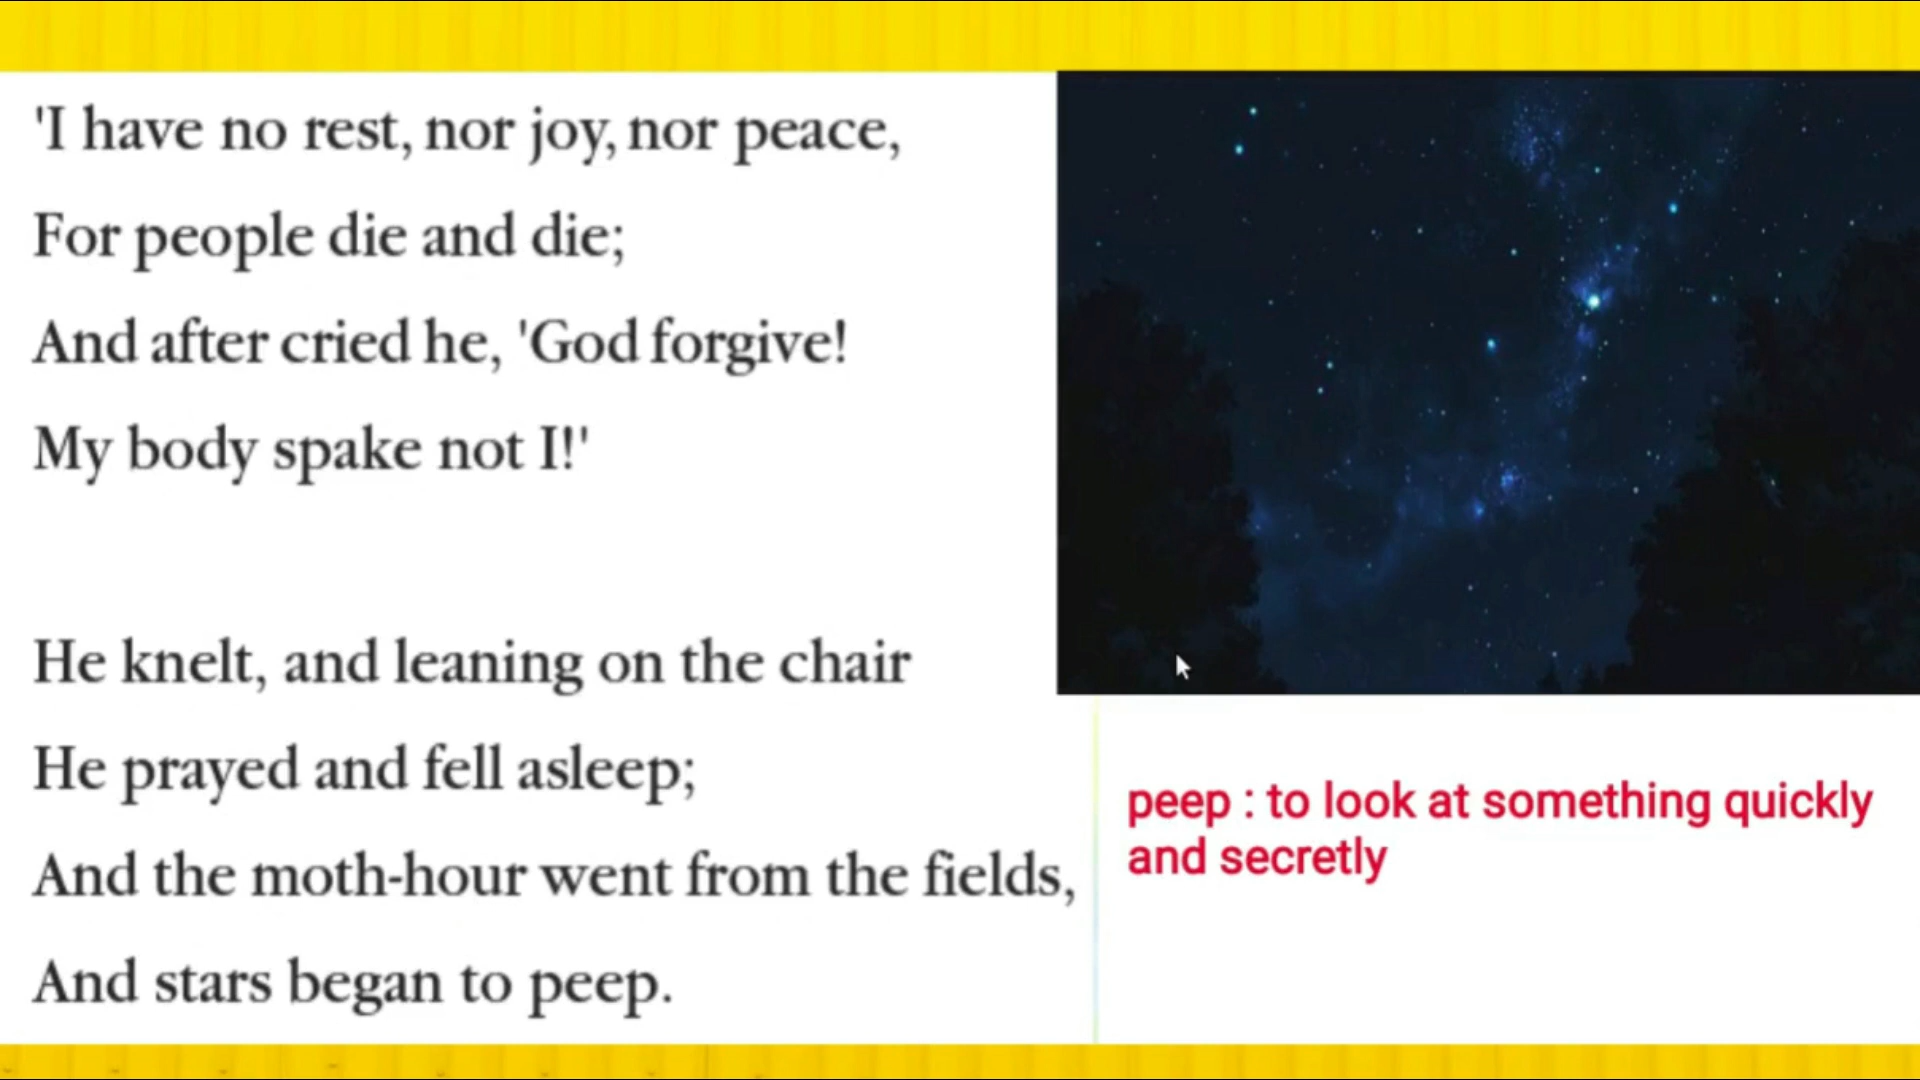 'I have no rest, nor joy, nor peace,
For people die and die;
And after cried he, 'God forgive!
My body spake not I!'
He knelt, and leaning on the chair
He prayed and fell asleep;
And the moth-hour went from the fields,
And stars began to peep.
peep : to look at something quickly
and secretly